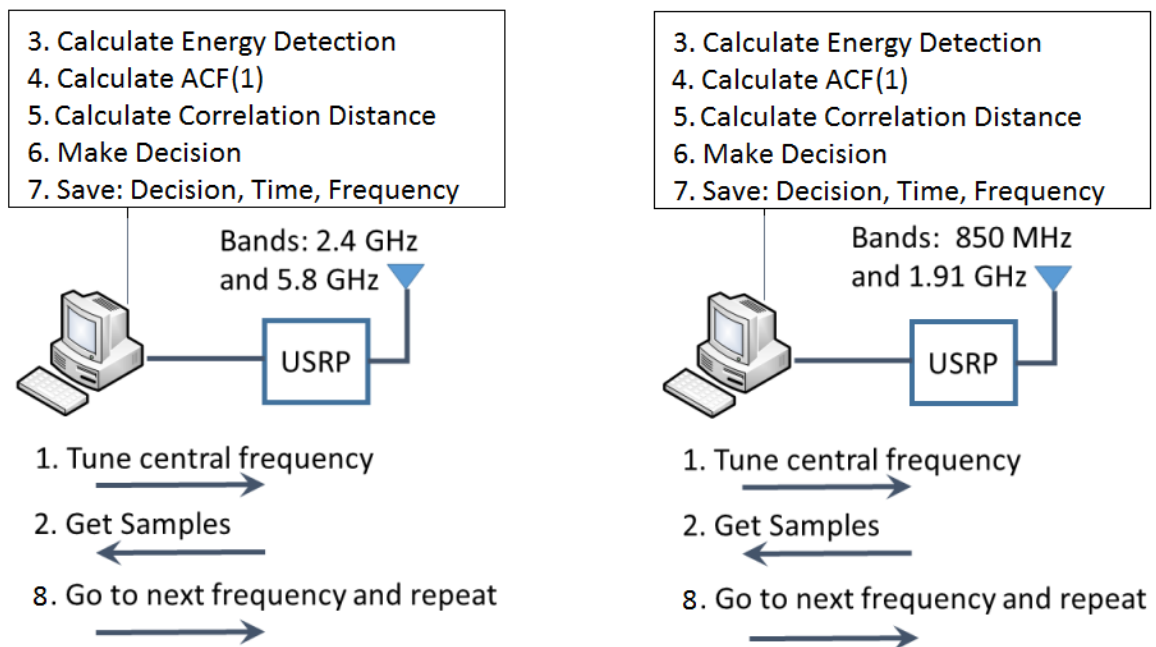 3. Calculate Energy Detection
4. Calculate ACF(1)
5. Calculate Correlation Distance
6. Make Decision
7. Save: Decision, Time, Frequency
Bands: 2.4 GHz
and 5.8 GHz
USRP
1. Tune central frequency
2. Get Samples
8. Go to next frequency and repeat
3. Calculate Energy Detection
4. Calculate ACF(1)
5. Calculate Correlation Distance
6. Make Decision
7. Save: Decision, Time, Frequency
Bands: 850 MHz
and 1.91 GHz
USRP
1. Tune central frequency
2. Get Samples
8. Go to next frequency and repeat